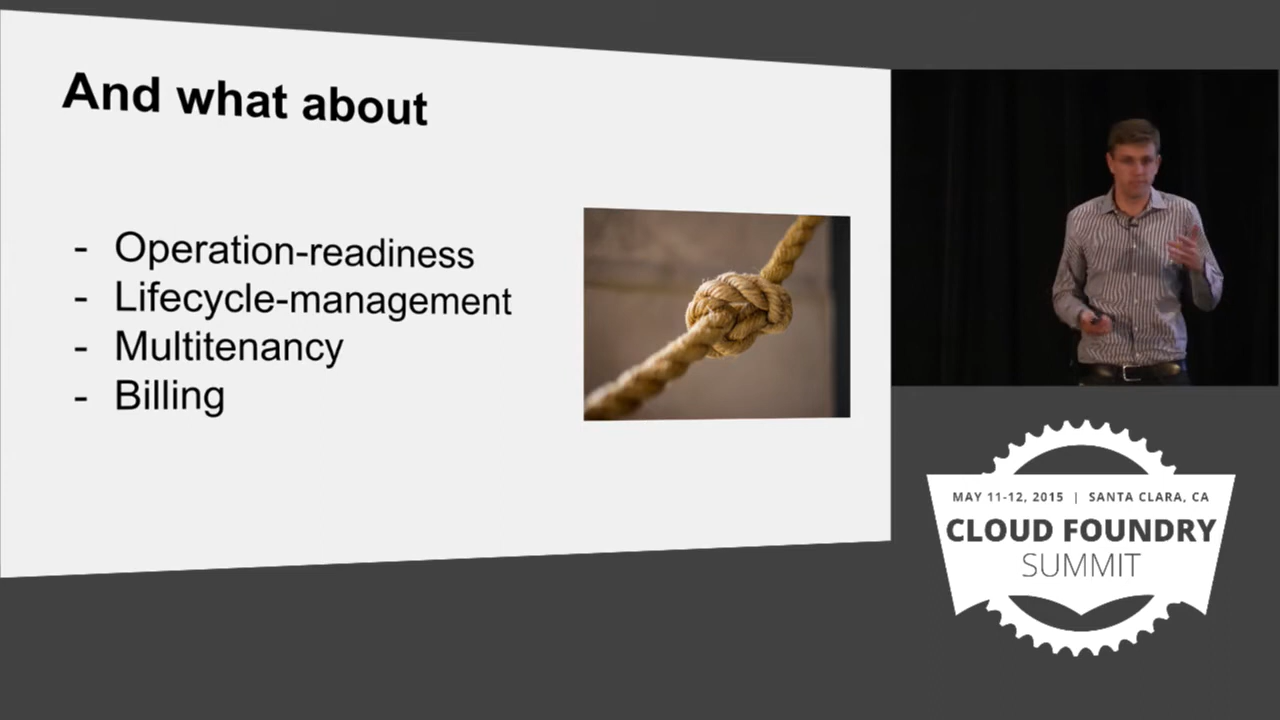 And what about
- Operation-readiness
- Lifecycle-management
- Multitenancy
- Billing
MAY 11-12, 2015 | SANTA CLARA, CA
CLOUD FOUNDRY
SUMMIT